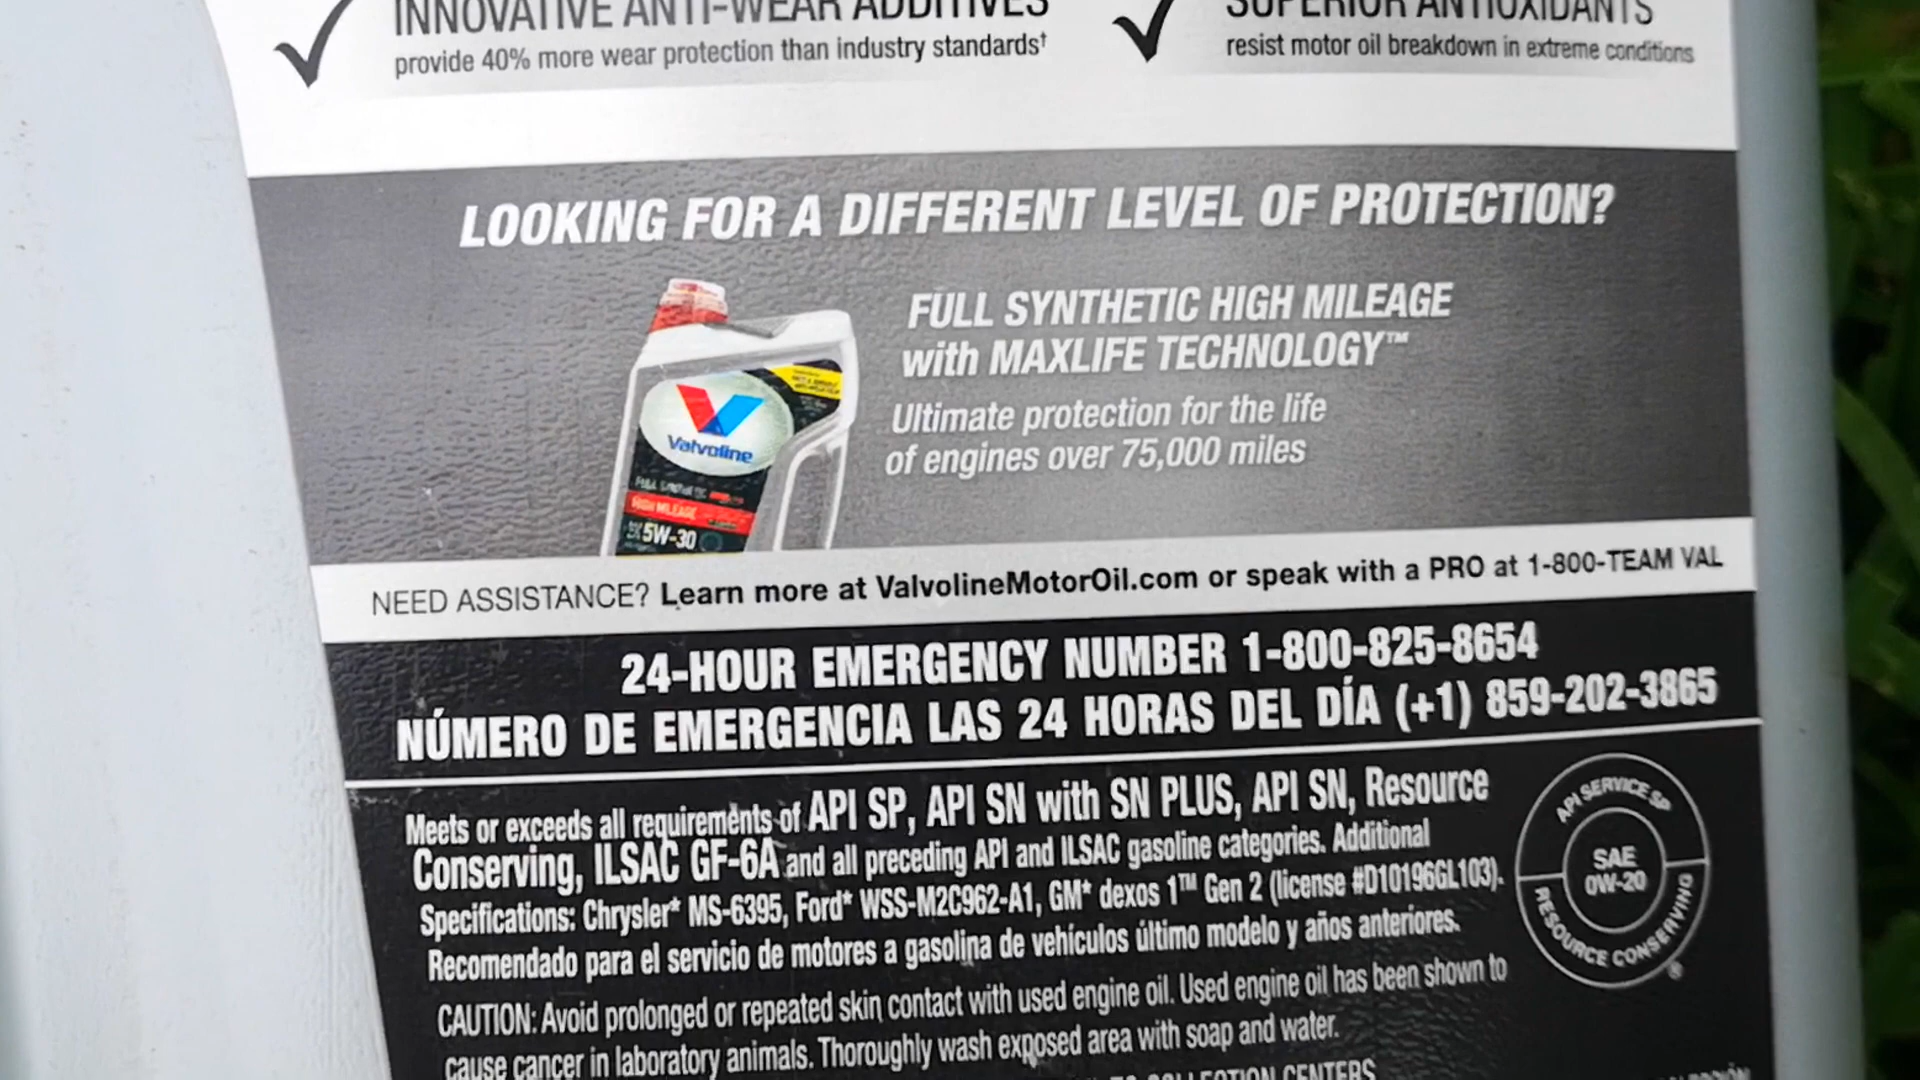 INNOVATIVE ANTI-WEAR ADDITIVES
provide 40% more wear protection than industry standards†
SUPERIOR ANTIOXIDANTS
resist motor oil breakdown in extreme conditions
LOOKING FOR A DIFFERENT LEVEL OF PROTECTION?
FULL SYNTHETIC HIGH MILEAGE
with MAXLIFE TECHNOLOGY™
Ultimate protection for the life
of engines over 75,000 miles
Valvoline
FULL SYNTHETIC
HIGH MILEAGE
5W-30
NEED ASSISTANCE? Learn more at ValvolineMotorOil.com or speak with a PRO at 1-800-TEAM VAL
24-HOUR EMERGENCY NUMBER 1-800-825-8654
NÚMERO DE EMERGENCIA LAS 24 HORAS DEL DÍA (+1) 859-202-3865
Meets or exceeds all requirements of API SP, API SN with SN PLUS, API SN, Resource
Conserving, ILSAC GF-6A and all preceding API and ILSAC gasoline categories. Additional
Specifications: Chrysler* MS-6395, Ford* WSS-M2C962-A1, GM* dexos 1™ Gen 2 (license #D10196GL103).
Recomendado para el servicio de motores a gasolina de vehículos último modelo y años anteriores.
API SERVICE SP
SAE
0W-20
RESOURCE CONSERVING
®
CAUTION: Avoid prolonged or repeated skin contact with used engine oil. Used engine oil has been shown to
cause cancer in laboratory animals. Thoroughly wash exposed area with soap and water.
COLLECTION CENTERS